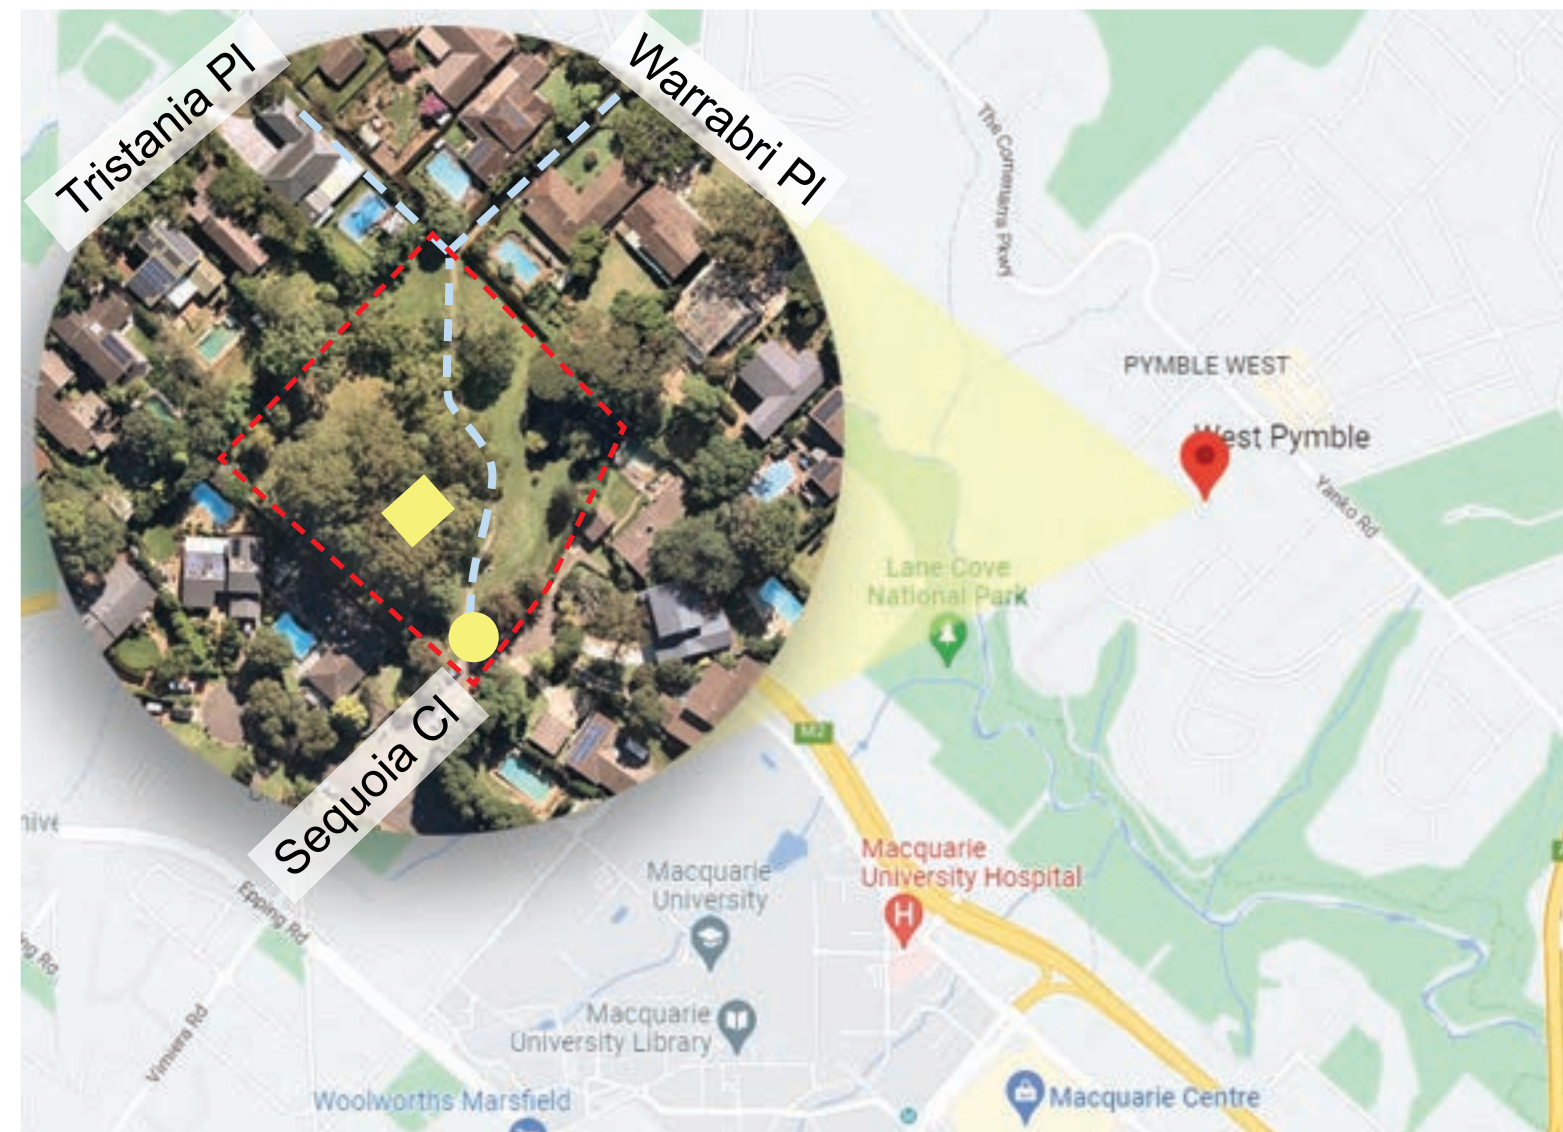 Tristania Pl
Warrabri Pl
Sequoia Cl
The Comenarra Pkwy
PYMBLE WEST
West Pymble
Yanko Rd
Lane Cove
National Park
M2
Macquarie
University Hospital
H
Macquarie
University
Epping Rd
Vimiera Rd
Macquarie
University Library
Woolworths Marsfield
Macquarie Centre